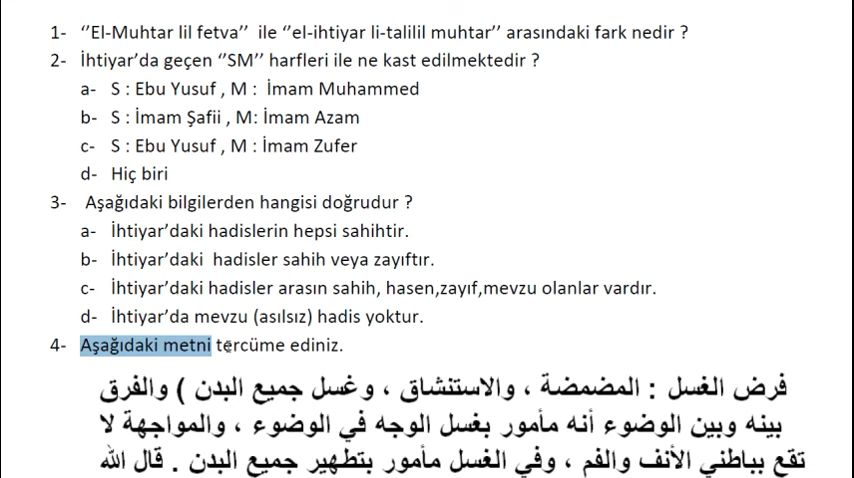 1- ‘’El-Muhtar lil fetva’’ ile ‘’el-ihtiyar li-talilil muhtar’’ arasındaki fark nedir ?
2- İhtiyar’da geçen ‘’SM’’ harfleri ile ne kast edilmektedir ?
a- S : Ebu Yusuf , M : İmam Muhammed
b- S : İmam Şafii , M: İmam Azam
c- S : Ebu Yusuf , M : İmam Zufer
d- Hiç biri
3- Aşağıdaki bilgilerden hangisi doğrudur ?
a- İhtiyar’daki hadislerin hepsi sahihtir.
b- İhtiyar’daki hadisler sahih veya zayıftır.
c- İhtiyar’daki hadisler arasın sahih, hasen,zayıf,mevzu olanlar vardır.
d- İhtiyar’da mevzu (asılsız) hadis yoktur.
4- Aşağıdaki metni tercüme ediniz.
فرض الغسل : المضمضة ، والاستنشاق ، وغسل جميع البدن ) والفرق
بينه وبين الوضوء أنه مأمور بغسل الوجه في الوضوء ، والمواجهة لا
تقع بباطني الأنف والفم ، وفي الغسل مأمور بتطهير جميع البدن . قال الله